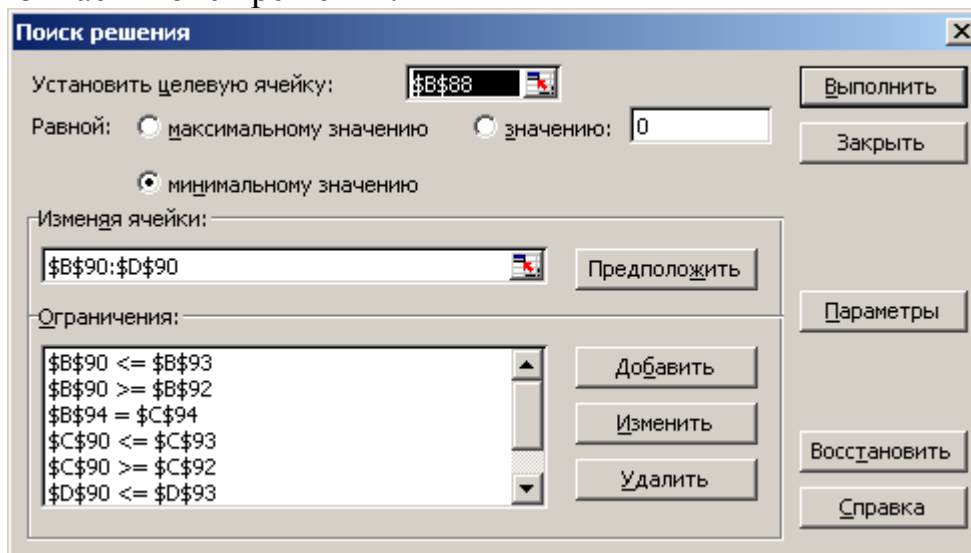 Поиск решения
Установить целевую ячейку: $B$88
Выполнить
Равной: максимальному значению значению: 0
Закрыть
минимальному значению
Изменяя ячейки:
$B$90:$D$90
Предположить
Параметры
Ограничения:
$B$90 <= $B$93
$B$90 >= $B$92
$B$94 = $C$94
$C$90 <= $C$93
$C$90 >= $C$92
$D$90 <= $D$93
Добавить
Изменить
Удалить
Восстановить
Справка